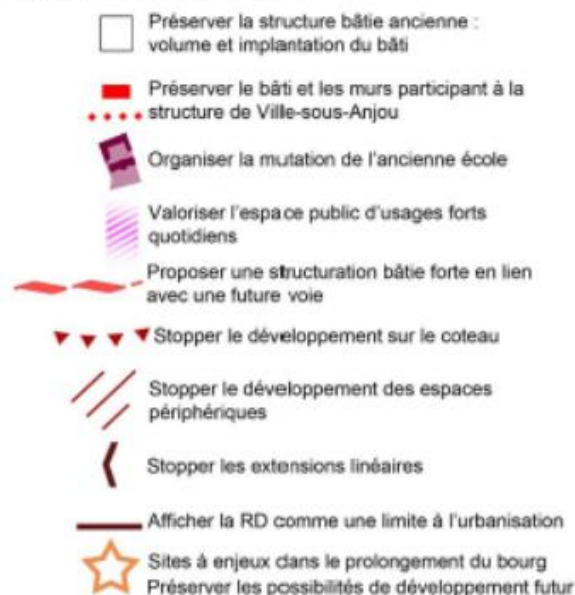 Préserver la structure bâtie ancienne :
volume et implantation du bâti
Préserver le bâti et les murs participant à la
structure de Ville-sous-Anjou
Organiser la mutation de l'ancienne école
Valoriser l'espace public d'usages forts
quotidiens
Proposer une structuration bâtie forte en lien
avec une future voie
Stopper le développement sur le coteau
Stopper le développement des espaces
périphériques
Stopper les extensions linéaires
Afficher la RD comme une limite à l'urbanisation
Sites à enjeux dans le prolongement du bourg
Préserver les possibilités de développement futur